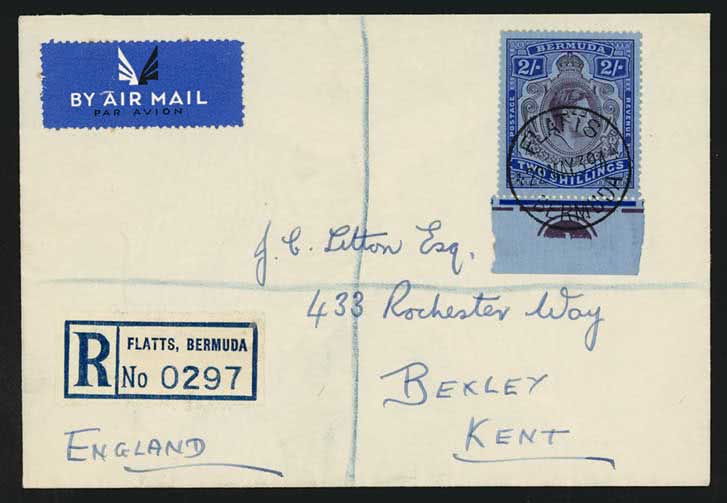 BY AIR MAIL
PAR AVION
BERMUDA
2/- 2/-
POSTAGE
REVENUE
TWO SHILLINGS
FLATTS
BERMUDA
J. C. Litton Esq.
433 Rochester Way
BEXLEY
KENT
R
FLATTS, BERMUDA
No 0297
ENGLAND